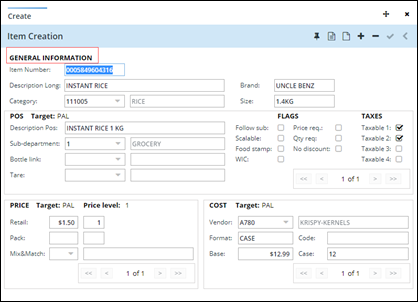 Create
Item Creation
GENERAL INFORMATION
Item Number: 0005849604316
Description Long: INSTANT RICE Brand: UNCLE BENZ
Category: 111005 RICE Size: 1.4KG
POS Target: PAL FLAGS TAXES
Description Pos: INSTANT RICE 1 KG Follow sub: Price req.: Taxable 1:
Sub-department: 1 GROCERY Scalable: Qty req: Taxable 2:
Bottle link: Food stamp: No discount: Taxable 3:
Tare: WIC: Taxable 4:
<< < 1 of 1 > >>
PRICE Target: PAL Price level: 1 COST Target: PAL
Retail: $1.50 1 Vendor: A780 KRISPY-KERNELS
Pack: Format: CASE Code:
Mix&Match: Base: $12.99 Case: 12
<< < 1 of 1 > >> << < 1 of 1 > >>